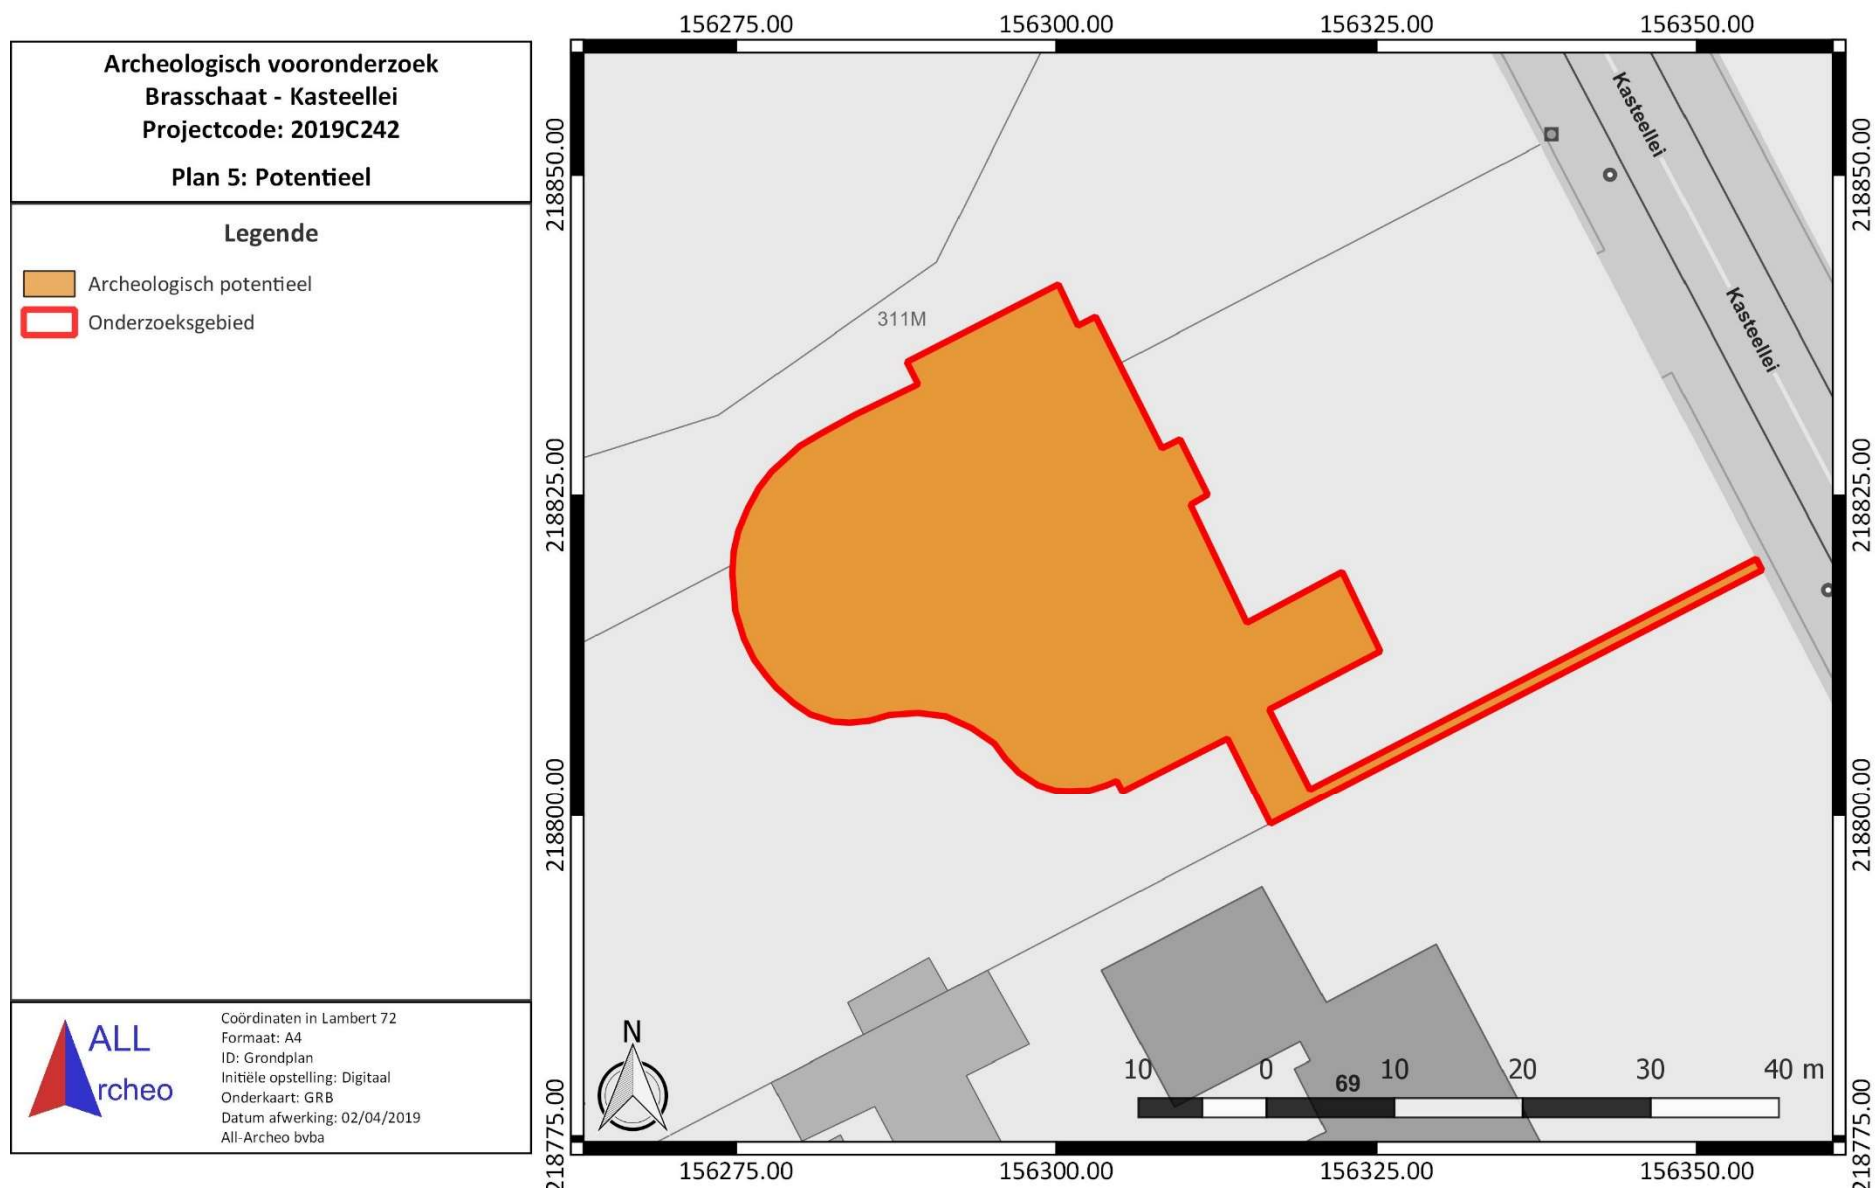 Archeologisch vooronderzoek
Brasschaat - Kasteellei
Projectcode: 2019C242
Plan 5: Potentieel
Legende
Archeologisch potentieel
Onderzoeksgebied
ALL
rcheo
Coördinaten in Lambert 72
Formaat: A4
ID: Grondplan
Initiële opstelling: Digitaal
Onderkaart: GRB
Datum afwerking: 02/04/2019
All-Archeo bvba
156275.00 156300.00 156325.00 156350.00
218850.00
218825.00
218800.00
218775.00
Kasteellei
Kasteellei
311M
N
69
10 0 10 20 30 40 m
218850.00
218825.00
218800.00
218775.00
156275.00 156300.00 156325.00 156350.00